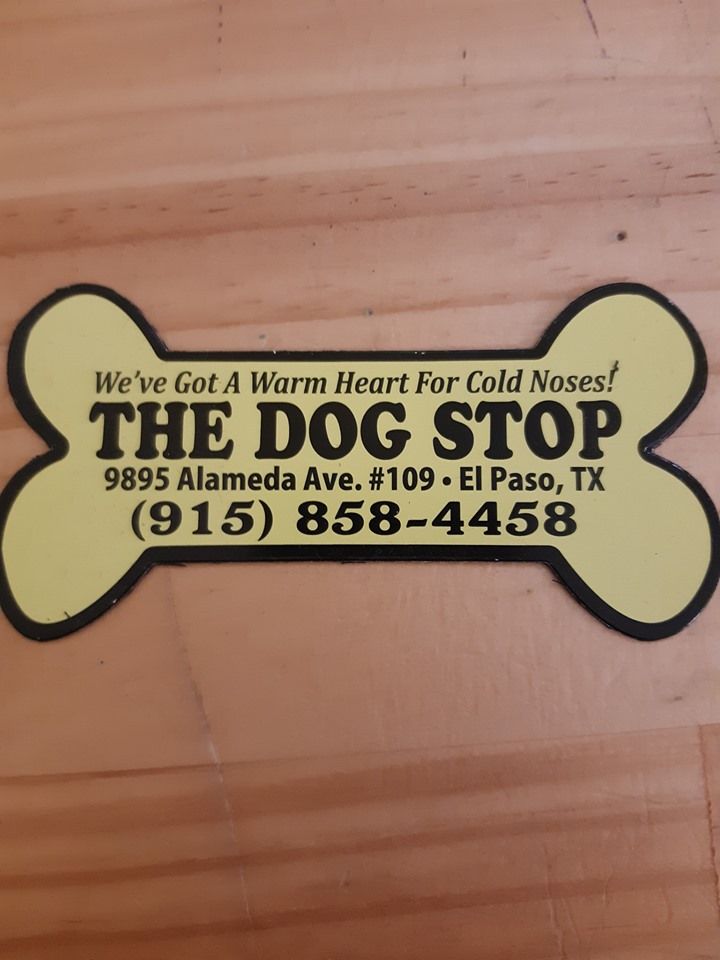 We've Got A Warm Heart For Cold Noses!
THE DOG STOP
9895 Alameda Ave. #109 • El Paso, TX
(915) 858-4458